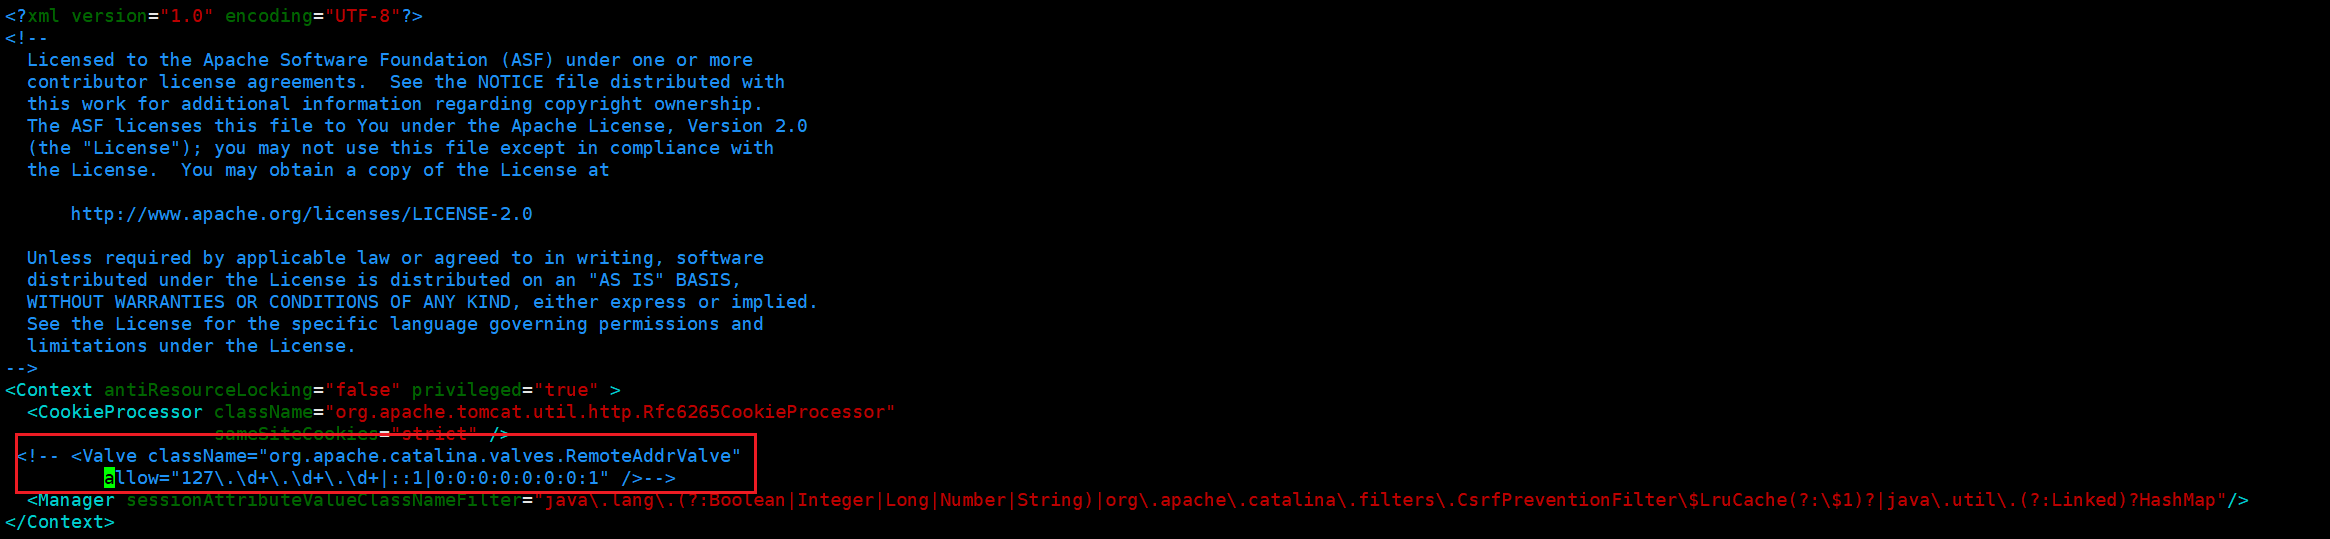 <?xml version="1.0" encoding="UTF-8"?>
<!--
  Licensed to the Apache Software Foundation (ASF) under one or more
  contributor license agreements.  See the NOTICE file distributed with
  this work for additional information regarding copyright ownership.
  The ASF licenses this file to You under the Apache License, Version 2.0
  (the "License"); you may not use this file except in compliance with
  the License.  You may obtain a copy of the License at

      http://www.apache.org/licenses/LICENSE-2.0

  Unless required by applicable law or agreed to in writing, software
  distributed under the License is distributed on an "AS IS" BASIS,
  WITHOUT WARRANTIES OR CONDITIONS OF ANY KIND, either express or implied.
  See the License for the specific language governing permissions and
  limitations under the License.
-->
<Context antiResourceLocking="false" privileged="true" >
  <CookieProcessor className="org.apache.tomcat.util.http.Rfc6265CookieProcessor"
                   sameSiteCookies="strict" />
 <!-- <Valve className="org.apache.catalina.valves.RemoteAddrValve"
         allow="127\.\d+\.\d+\.\d+|::1|0:0:0:0:0:0:0:1" />-->
  <Manager sessionAttributeValueClassNameFilter="java\.lang\.(?:Boolean|Integer|Long|Number|String)|org\.apache\.catalina\.filters\.CsrfPreventionFilter\$LruCache(?:\$1)?|java\.util\.(?:Linked)?HashMap"/>
</Context>